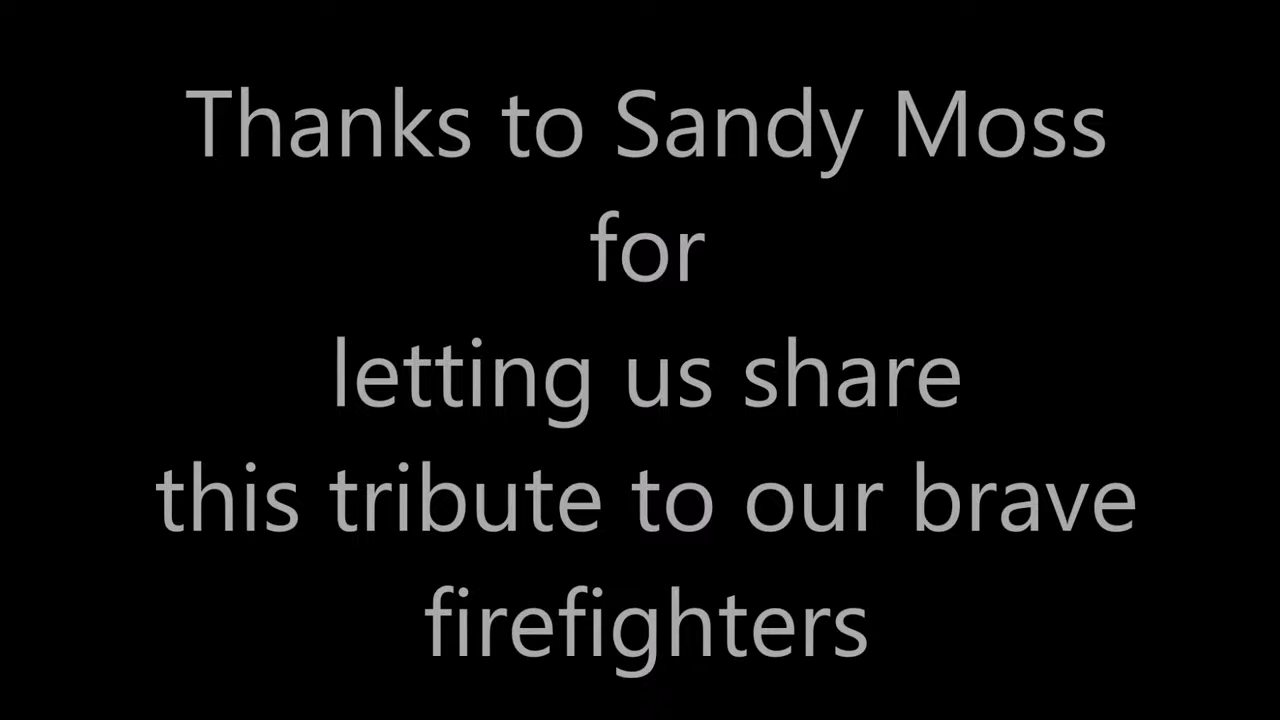 Thanks to Sandy Moss
for
letting us share
this tribute to our brave
firefighters